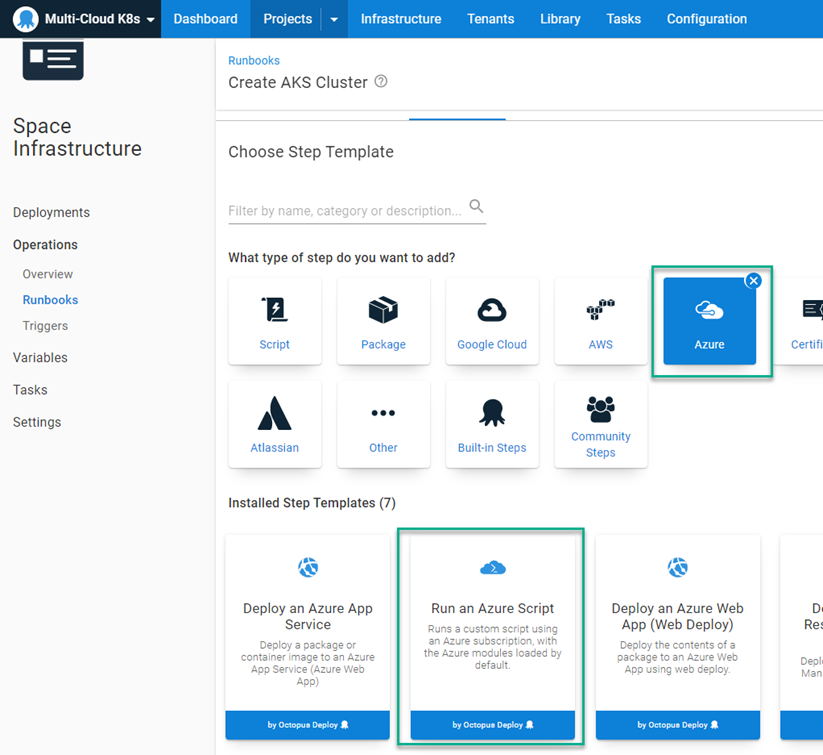 Multi-Cloud K8s
Dashboard
Projects
Infrastructure
Tenants
Library
Tasks
Configuration
Space
Infrastructure
Deployments
Operations
Overview
Runbooks
Triggers
Variables
Tasks
Settings
Runbooks
Create AKS Cluster
Choose Step Template
Filter by name, category or description...
What type of step do you want to add?
Script
Package
Google Cloud
AWS
Azure
Certifi
Atlassian
Other
Built-in Steps
Community
Steps
Installed Step Templates (7)
Deploy an Azure App
Service
Deploy a package or
container image to an Azure
App Service (Azure Web
App)
by Octopus Deploy
Run an Azure Script
Runs a custom script using
an Azure subscription, with
the Azure modules loaded by
default.
by Octopus Deploy
Deploy an Azure Web
App (Web Deploy)
Deploy the contents of a
package to an Azure Web
App using web deploy.
by Octopus Deploy
Res
Man